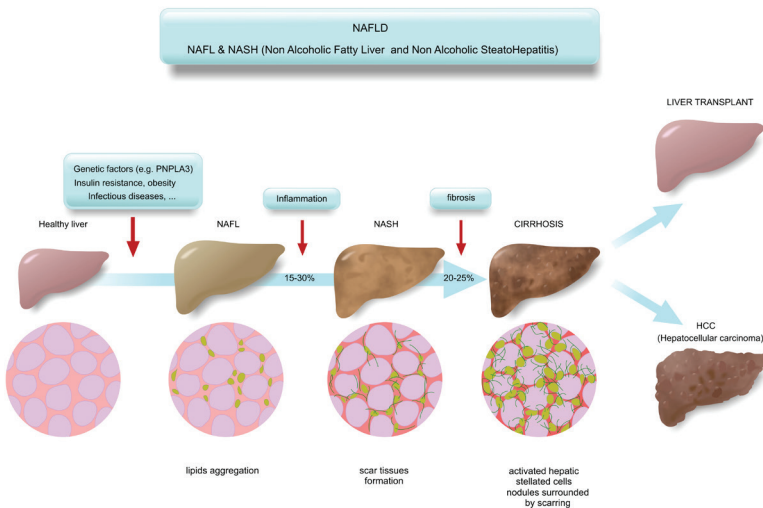 NAFLD
NAFL & NASH (Non Alcoholic Fatty Liver and Non Alcoholic SteatoHepatitis)
LIVER TRANSPLANT
Genetic factors (e.g. PNPLA3)
Insulin resistance, obesity
Infectious diseases, ...
Inflammation
fibrosis
Healthy liver
NAFL
NASH
CIRRHOSIS
15-30%
20-25%
HCC
(Hepatocellular carcinoma)
lipids aggregation
scar tissues
formation
activated hepatic
stellated cells
nodules surrounded
by scarring